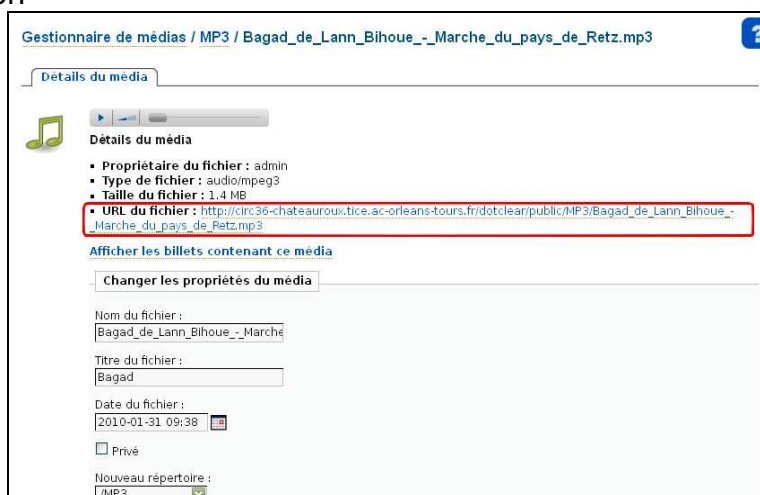 Gestionnaire de médias / MP3 / Bagad_de_Lann_Bihoue_-_Marche_du_pays_de_Retz.mp3
?
Détails du média
Détails du média
▪ Propriétaire du fichier : admin
▪ Type de fichier : audio/mpeg3
▪ Taille du fichier : 1.4 MB
▪ URL du fichier : http://circ36-chateauroux.tice.ac-orleans-tours.fr/dotclear/public/MP3/Bagad_de_Lann_Bihoue_-
_Marche_du_pays_de_Retz.mp3
Afficher les billets contenant ce média
Changer les propriétés du média
Nom du fichier :
Bagad_de_Lann_Bihoue_-_Marche
Titre du fichier :
Bagad
Date du fichier :
2010-01-31 09:38
Privé
Nouveau répertoire :
/MP3